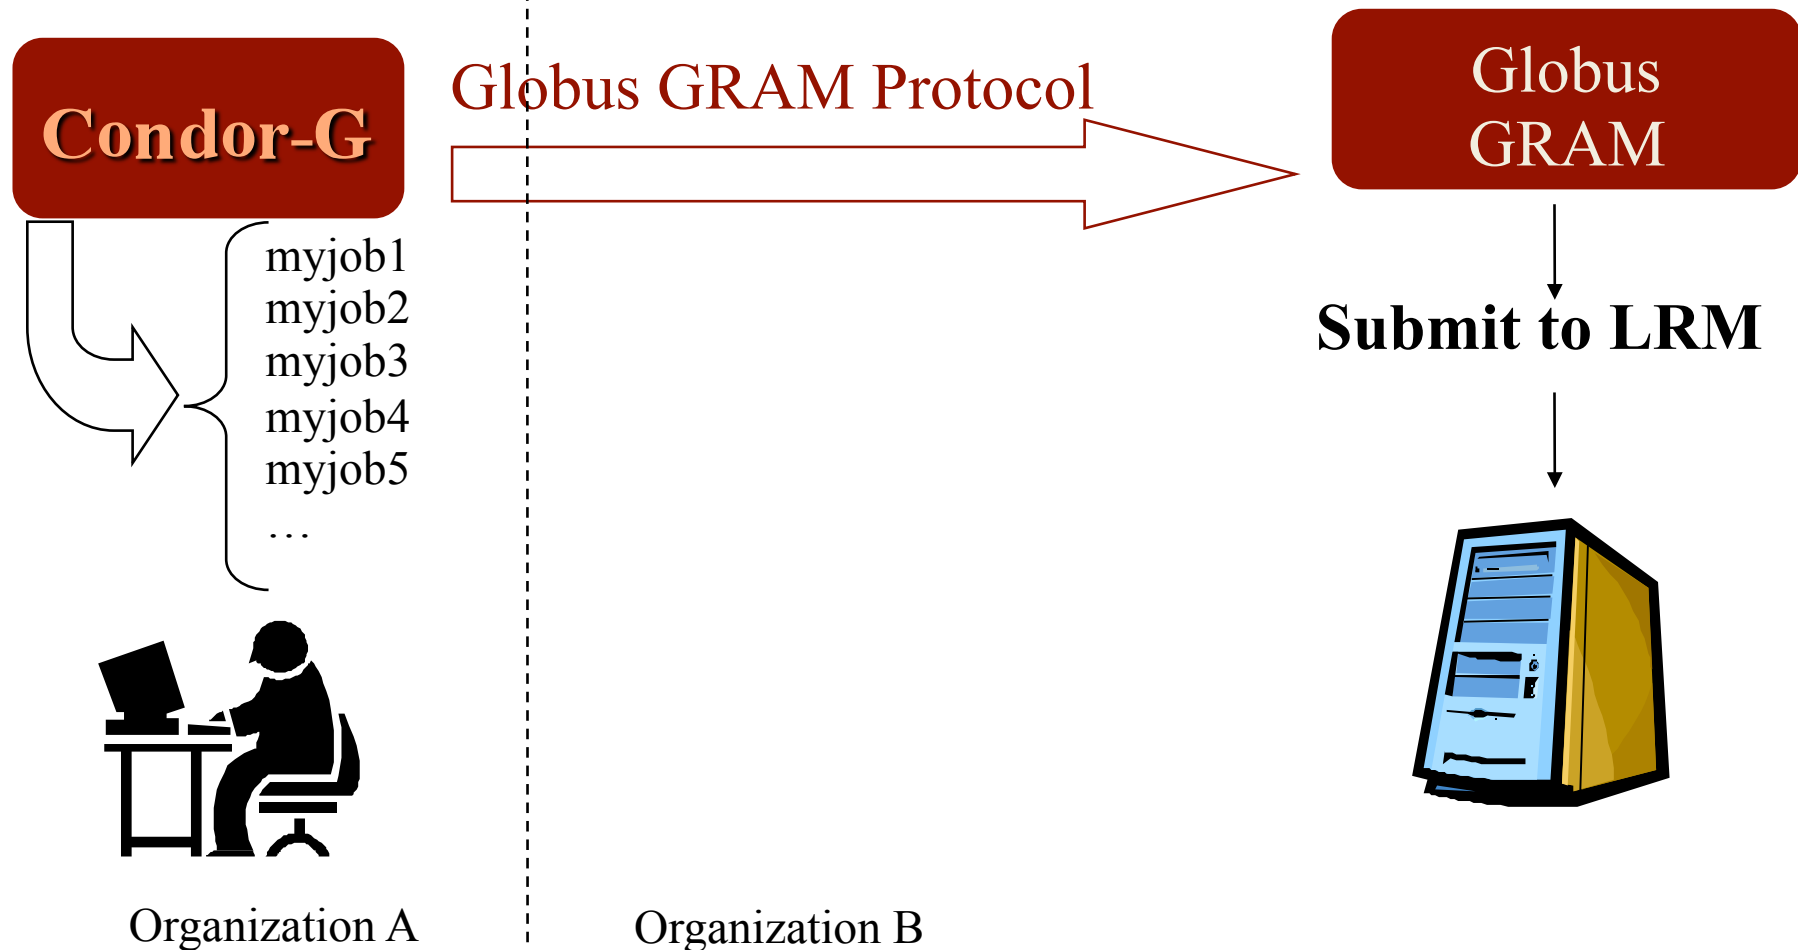 Condor-G
Globus GRAM Protocol
Globus
GRAM
myjob1
myjob2
myjob3
myjob4
myjob5
…
Submit to LRM
Organization A
Organization B